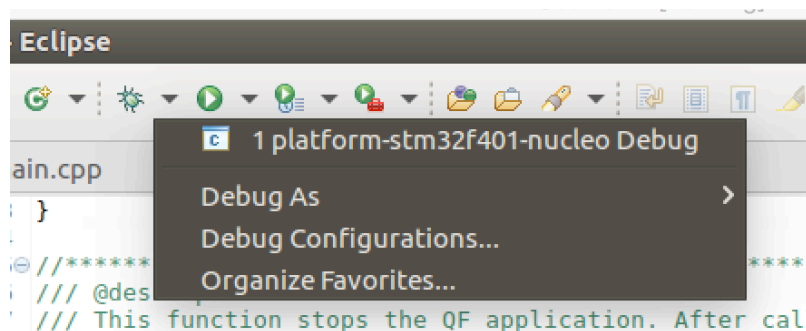 Eclipse
1 platform-stm32f401-nucleo Debug
ain.cpp
Debug As
}
Debug Configurations...
//******* ****
/// @des
Organize Favorites...
/// This function stops the QF application. After cal